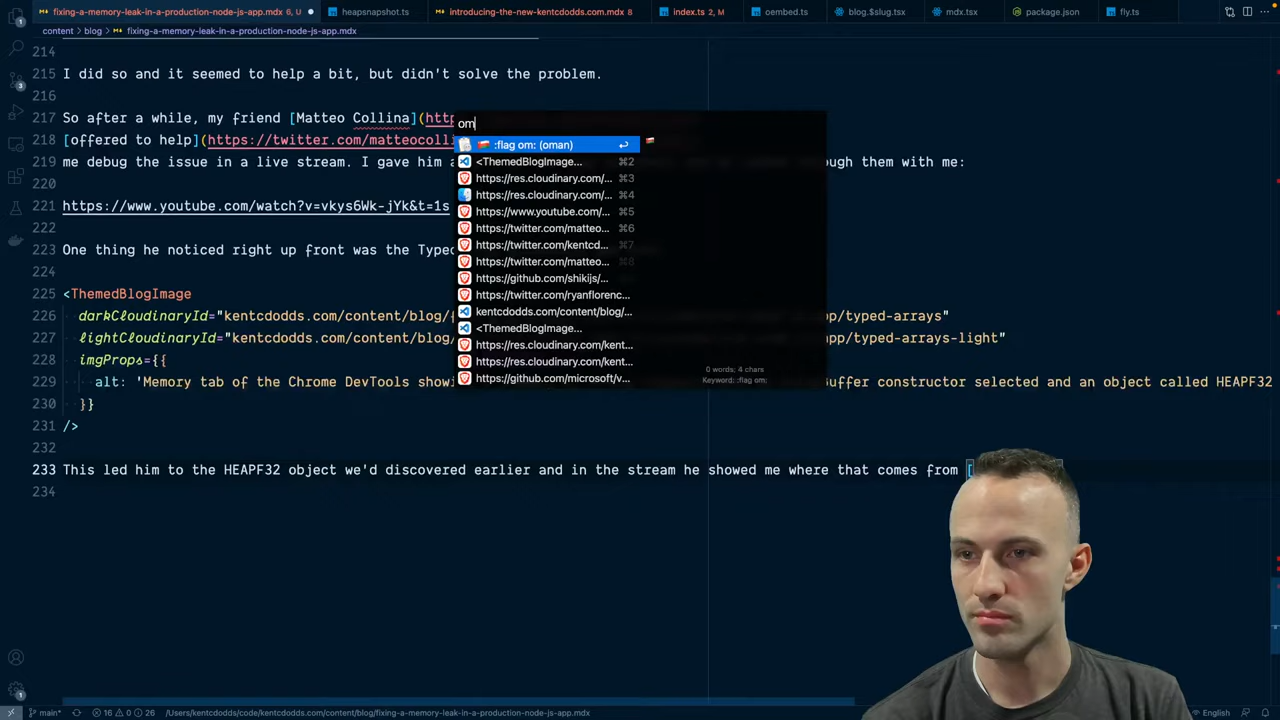 fixing-a-memory-leak-in-a-production-node-js-app.mdx 6, U
heapsnapshot.ts
introducing-the-new-kentcdodds.com.mdx 8
index.ts 2, M
oembed.ts
blog.$slug.tsx
mdx.tsx
package.json
fly.ts
content > blog > fixing-a-memory-leak-in-a-production-node-js-app.mdx
214
215 I did so and it seemed to help a bit, but didn't solve the problem.
216
217 So after a while, my friend [Matteo Collina](http
218 [offered to help](https://twitter.com/matteocolli
219 me debug the issue in a live stream. I gave him a through them with me:
220
221 https://www.youtube.com/watch?v=vkys6Wk-jYk&t=1s
222
223 One thing he noticed right up front was the Typed
224
225 <ThemedBlogImage
226 darkCloudinaryId="kentcdodds.com/content/blog/ app/typed-arrays"
227 lightCloudinaryId="kentcdodds.com/content/blog/ app/typed-arrays-light"
228 imgProps={{
229 alt: 'Memory tab of the Chrome DevTools showi Buffer constructor selected and an object called HEAPF32
230 }}
231 />
232
233 This led him to the HEAPF32 object we'd discovered earlier and in the stream he showed me where that comes from [
234
om
:flag om: (oman)
<ThemedBlogImage... ⌘2
https://res.cloudinary.com/... ⌘3
https://res.cloudinary.com/... ⌘4
https://www.youtube.com/... ⌘5
https://twitter.com/matteo... ⌘6
https://twitter.com/kentcd... ⌘7
https://twitter.com/matteo... ⌘8
https://github.com/shikijs/...
https://twitter.com/ryanflorenc...
kentcdodds.com/content/blog/...
<ThemedBlogImage...
https://res.cloudinary.com/kent...
https://res.cloudinary.com/kent...
https://github.com/microsoft/v...
0 words: 4 chars
Keyword: :flag om:
3
main*
16 0 26
/Users/kentcdodds/code/kentcdodds.com/content/blog/fixing-a-memory-leak-in-a-production-node-js-app.mdx
English